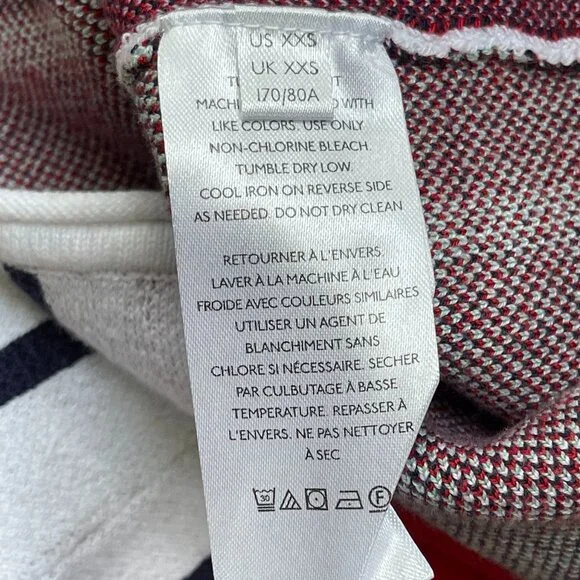 US XXS
UK XXS
170/80A
WITH
LIKE COLORS. USE ONLY
NON-CHLORINE BLEACH.
TUMBLE DRY LOW.
COOL IRON ON REVERSE SIDE
AS NEEDED. DO NOT DRY CLEAN
RETOURNER À L'ENVERS.
LAVER À LA MACHINE À L'EAU
FROIDE AVEC COULEURS SIMILAIRES
UTILISER UN AGENT DE
BLANCHIMENT SANS
CHLORE SI NÉCESSAIRE. SECHER
PAR CULBUTAGE À BASSE
TEMPERATURE. REPASSER À
L'ENVERS. NE PAS NETTOYER
À SEC
30 F